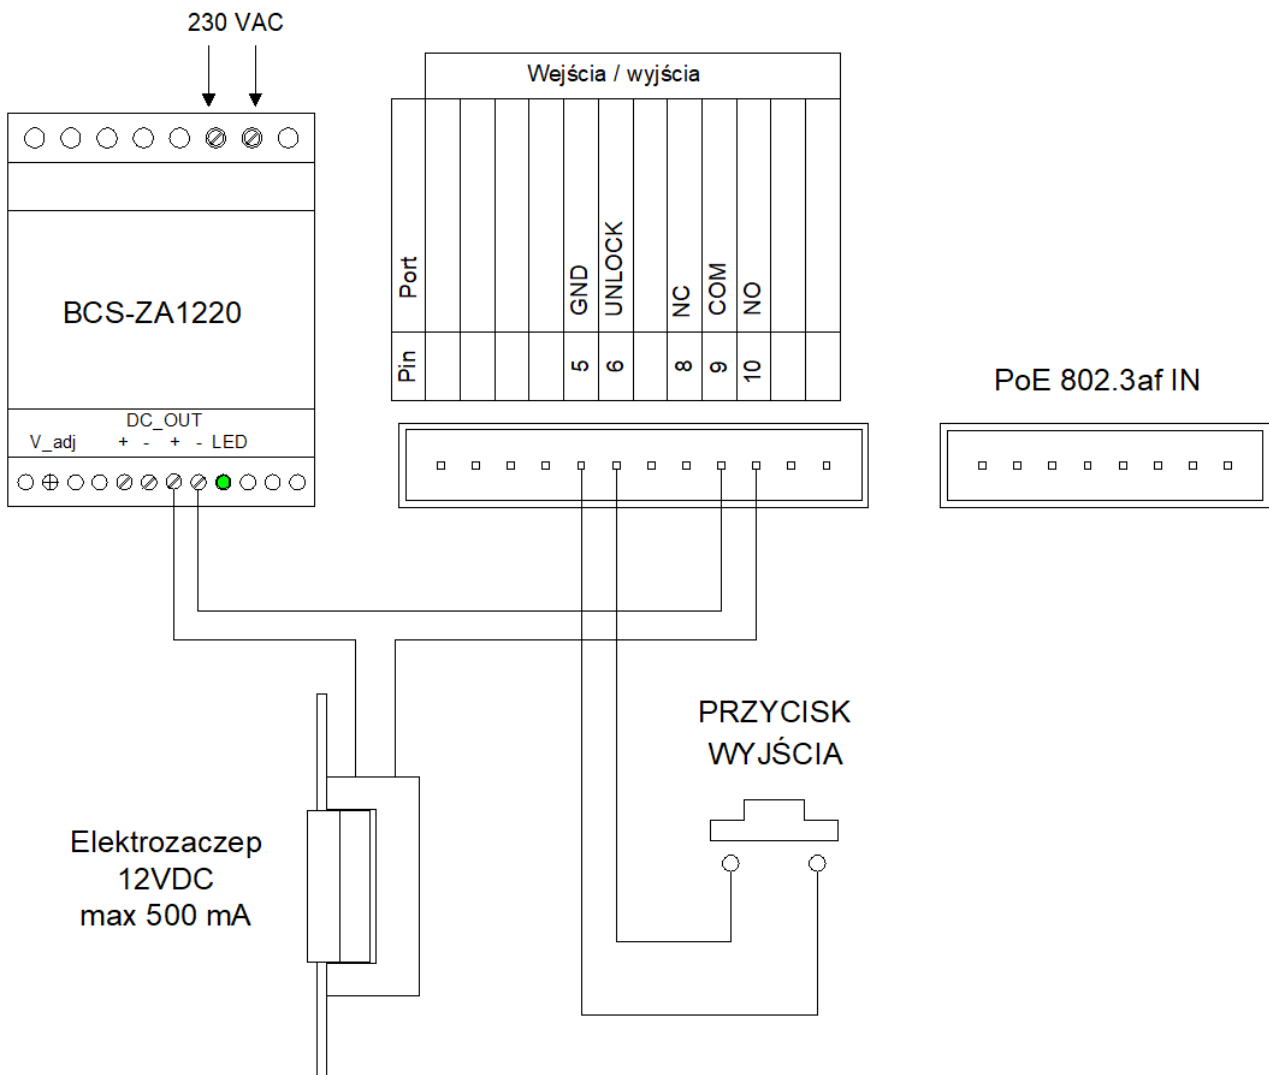 230 VAC
Wejścia / wyjścia
Port
GND
UNLOCK
NC
COM
NO
Pin
5
6
8
9
10
BCS-ZA1220
DC_OUT
V_adj + - + - LED
PoE 802.3af IN
PRZYCISK
WYJŚCIA
Elektrozaczep
12VDC
max 500 mA